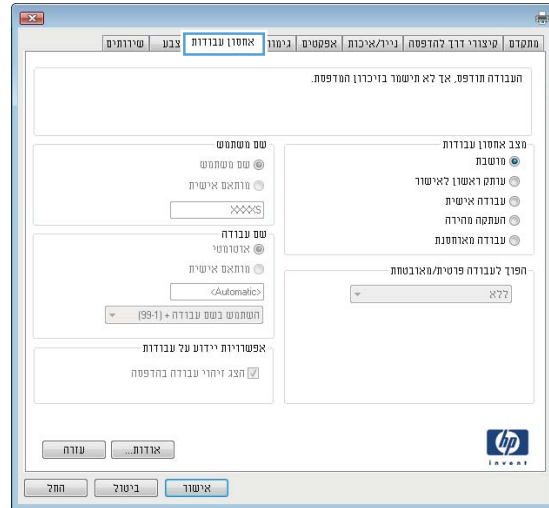 מתקדם
קיצורי דרך להדפסה
נייר/איכות
אפקטים
גימור
אחסון עבודות
צבע
שירותים
העבודה תודפס, אך לא תישמר בזיכרון המדפסת.
מצב אחסון עבודות
מושבת
עותק ראשון לאישור
עבודה אישית
העתקה מהירה
עבודה מאוחסנת
הפוך לעבודה פרטית/מאובטחת
ללא
שם משתמש
שם משתמש
מותאם אישית
XXXXS
שם עבודה
אוטומטי
מותאם אישית
<Automatic>
השתמש בשם עבודה + (99-1)
אפשרויות יידוע על עבודות
הצג זיהוי עבודה בהדפסה
hp
invent
אודות...
עזרה
אישור
ביטול
החל